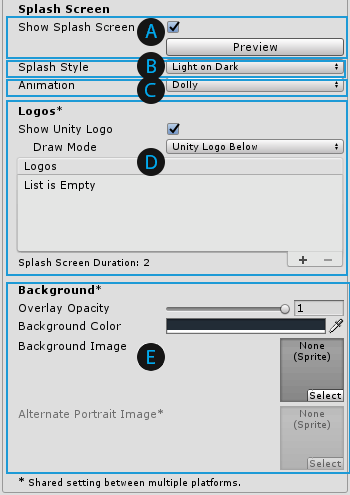 Splash Screen
Show Splash Screen
A
Preview
Splash Style
B
Light on Dark
Animation
C
Dolly
Logos*
Show Unity Logo
Draw Mode
Unity Logo Below
D
Logos
List is Empty
Splash Screen Duration: 2
+ −
Background*
Overlay Opacity
1
Background Color
Background Image
E
None
(Sprite)
Select
Alternate Portrait Image*
None
(Sprite)
Select
* Shared setting between multiple platforms.